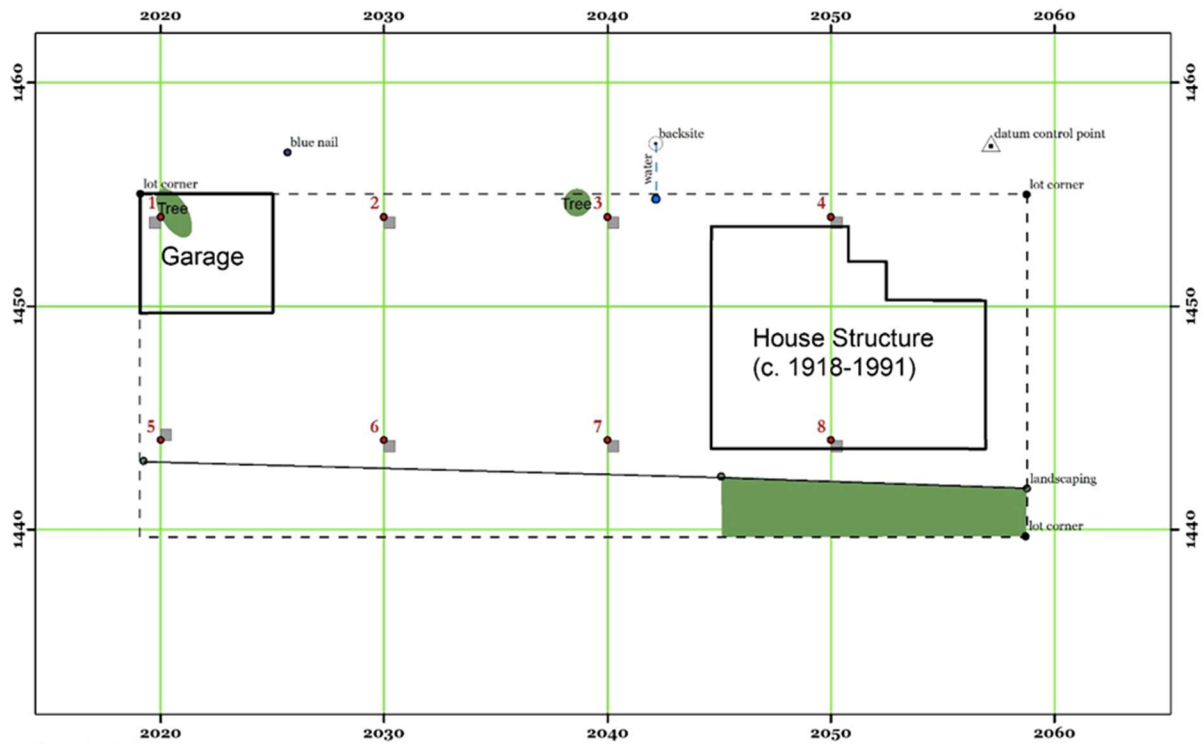 2020 2030 2040 2050 2060
1460 1460
blue nail
backsite
datum control point
water
lot corner
lot corner
1 Tree 2 Tree 3 4
Garage
1450 1450
House Structure
(c. 1918-1991)
5 6 7 8
landscaping
lot corner
1440 1440
2020 2030 2040 2050 2060